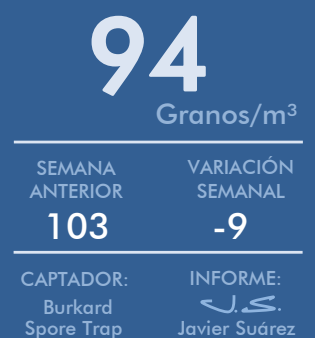 94
Granos/m³
SEMANA ANTERIOR
VARIACIÓN SEMANAL
103
-9
CAPTADOR:
Burkard
Spore Trap
INFORME:
J.S.
Javier Suárez